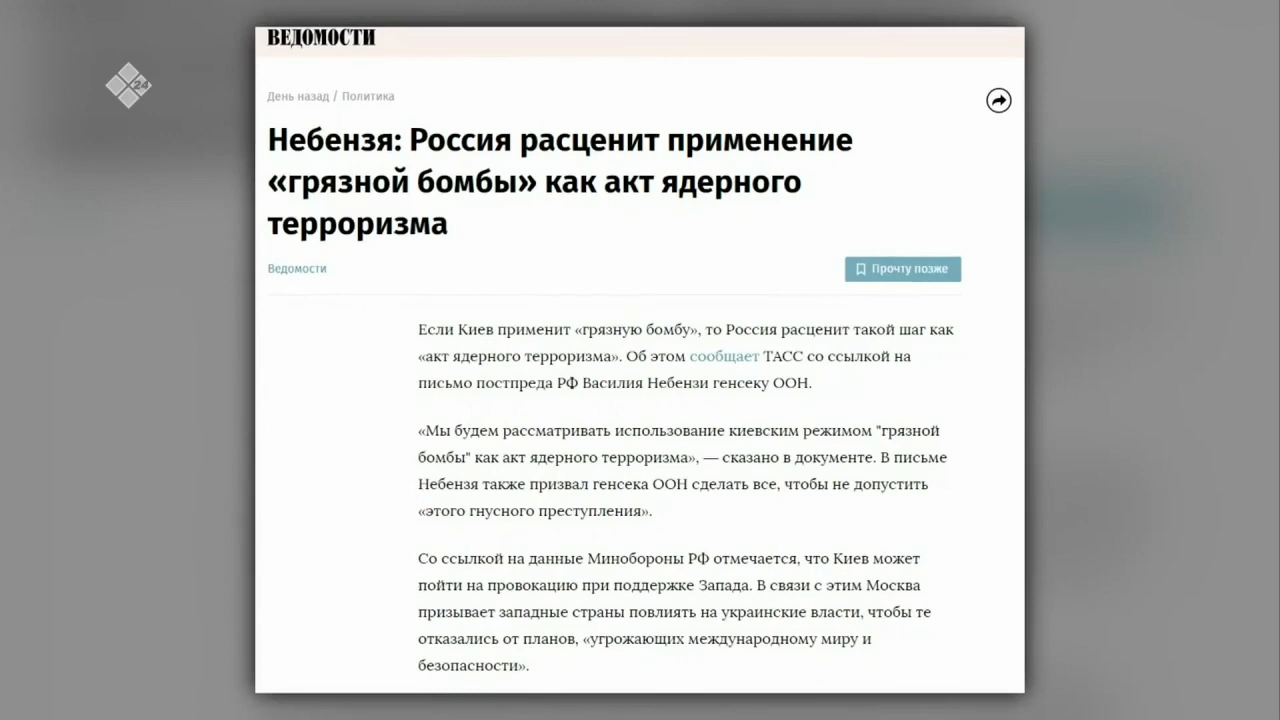 ВЕДОМОСТИ
24
День назад / Политика
Небензя: Россия расценит применение
«грязной бомбы» как акт ядерного
терроризма
Ведомости
Прочту позже
Если Киев применит «грязную бомбу», то Россия расценит такой шаг как
«акт ядерного терроризма». Об этом сообщает ТАСС со ссылкой на
письмо постпреда РФ Василия Небензи генсеку ООН.
«Мы будем рассматривать использование киевским режимом "грязной
бомбы" как акт ядерного терроризма», — сказано в документе. В письме
Небензя также призвал генсека ООН сделать все, чтобы не допустить
«этого гнусного преступления».
Со ссылкой на данные Минобороны РФ отмечается, что Киев может
пойти на провокацию при поддержке Запада. В связи с этим Москва
призывает западные страны повлиять на украинские власти, чтобы те
отказались от планов, «угрожающих международному миру и
безопасности».